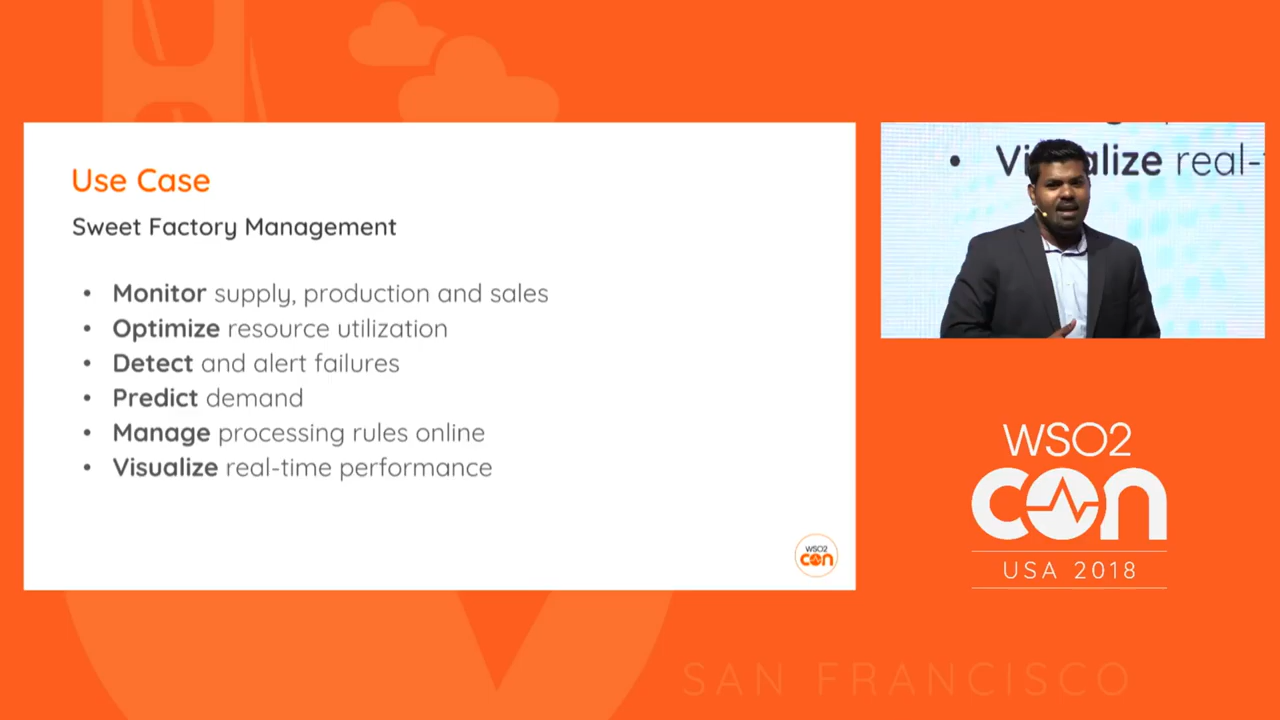 Use Case
Sweet Factory Management
• Monitor supply, production and sales
• Optimize resource utilization
• Detect and alert failures
• Predict demand
• Manage processing rules online
• Visualize real-time performance
WSO2
con
• Visualize real-
WSO2
con
USA 2018
SAN FRANCISCO